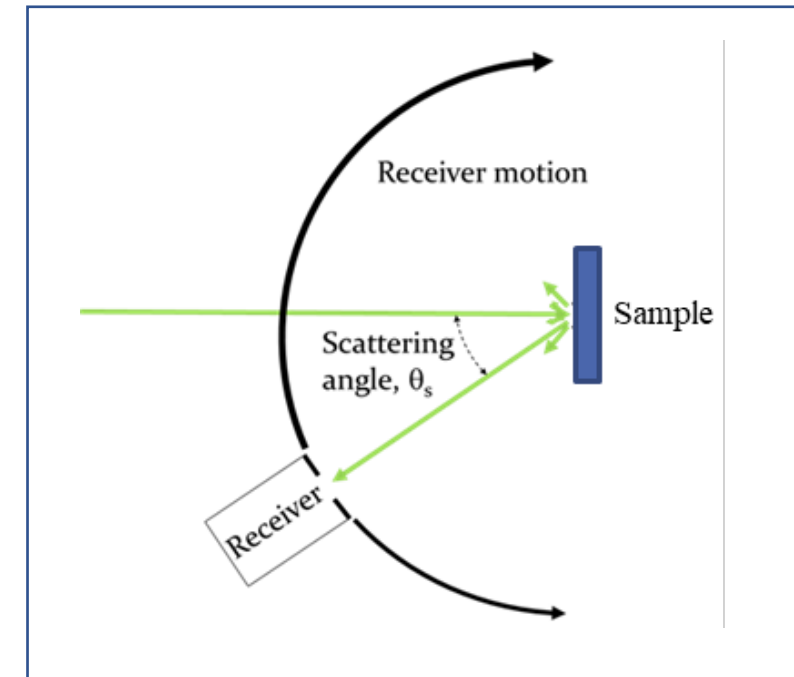 Receiver motion
Sample
Scattering
angle, θₛ
Receiver